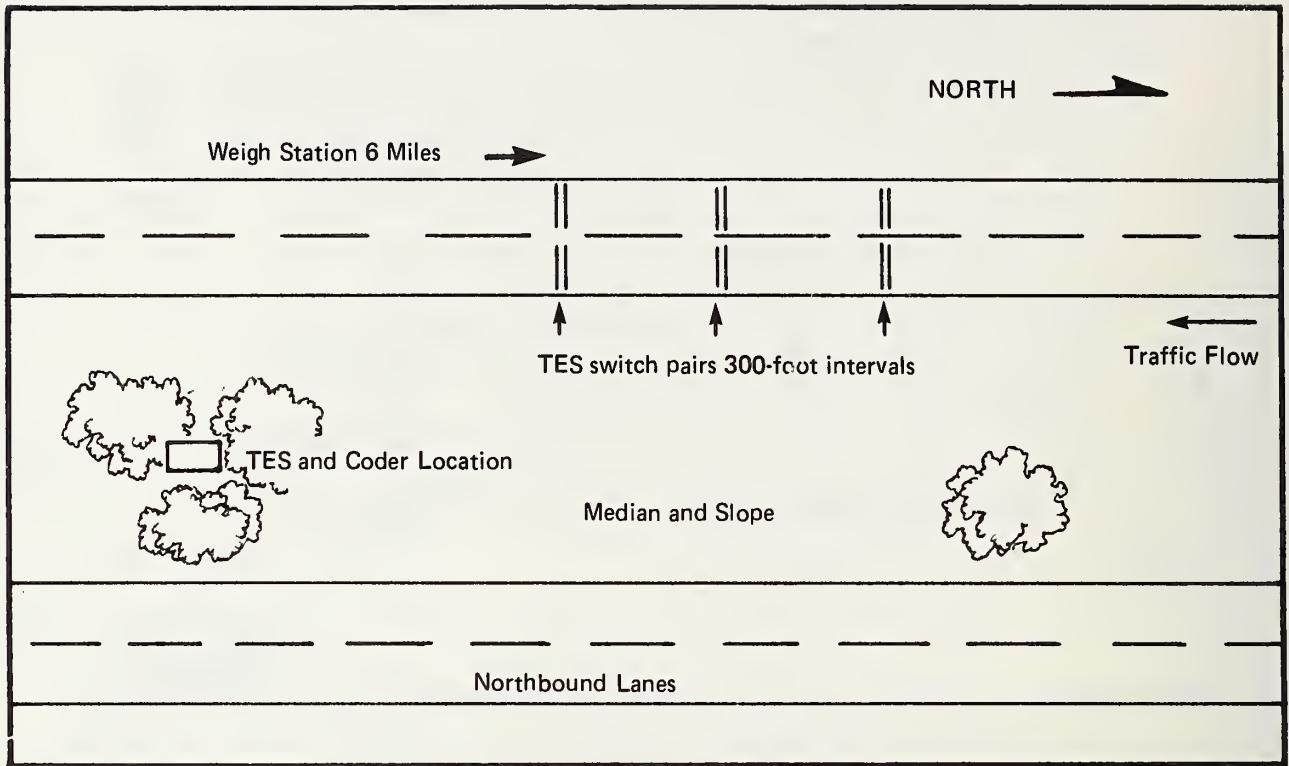 NORTH
Weigh Station 6 Miles
TES switch pairs 300-foot intervals
Traffic Flow
TES and Coder Location
Median and Slope
Northbound Lanes